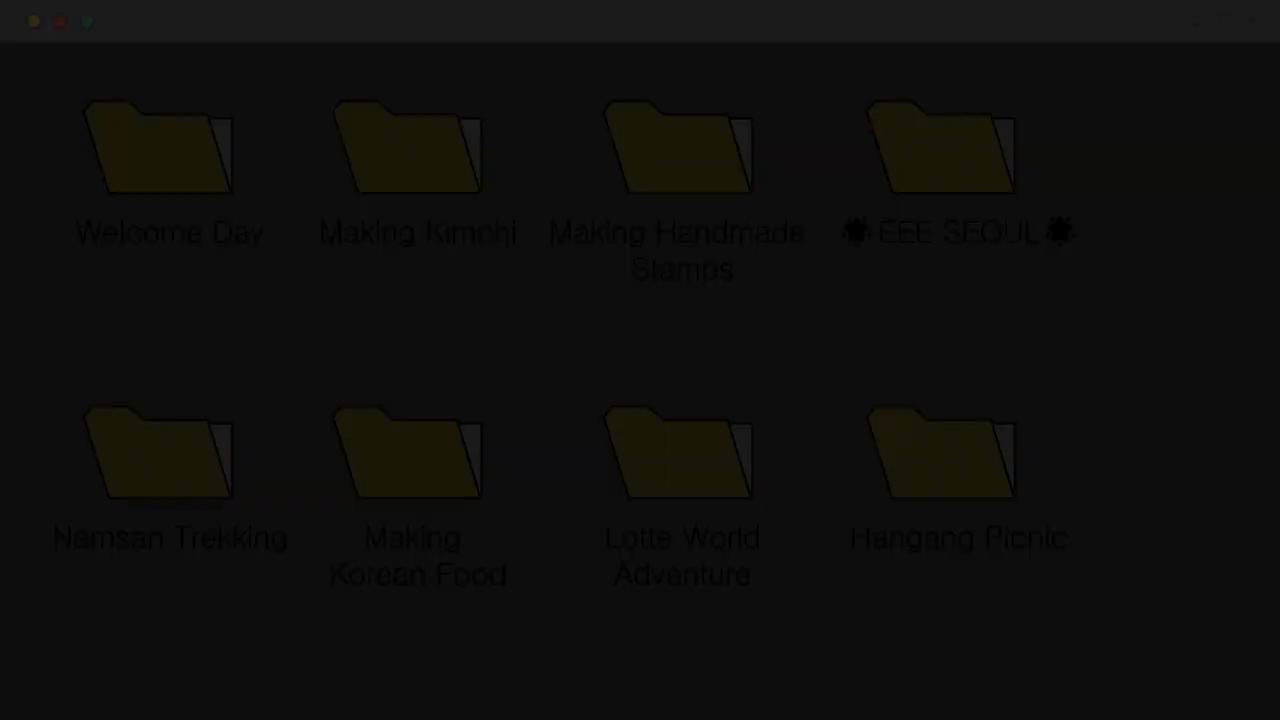 Welcome Day
Making Kimchi
Making Handmade
Stamps
EEE SEOUL
Namsan Trekking
Making
Korean Food
Lotte World
Adventure
Hangang Picnic